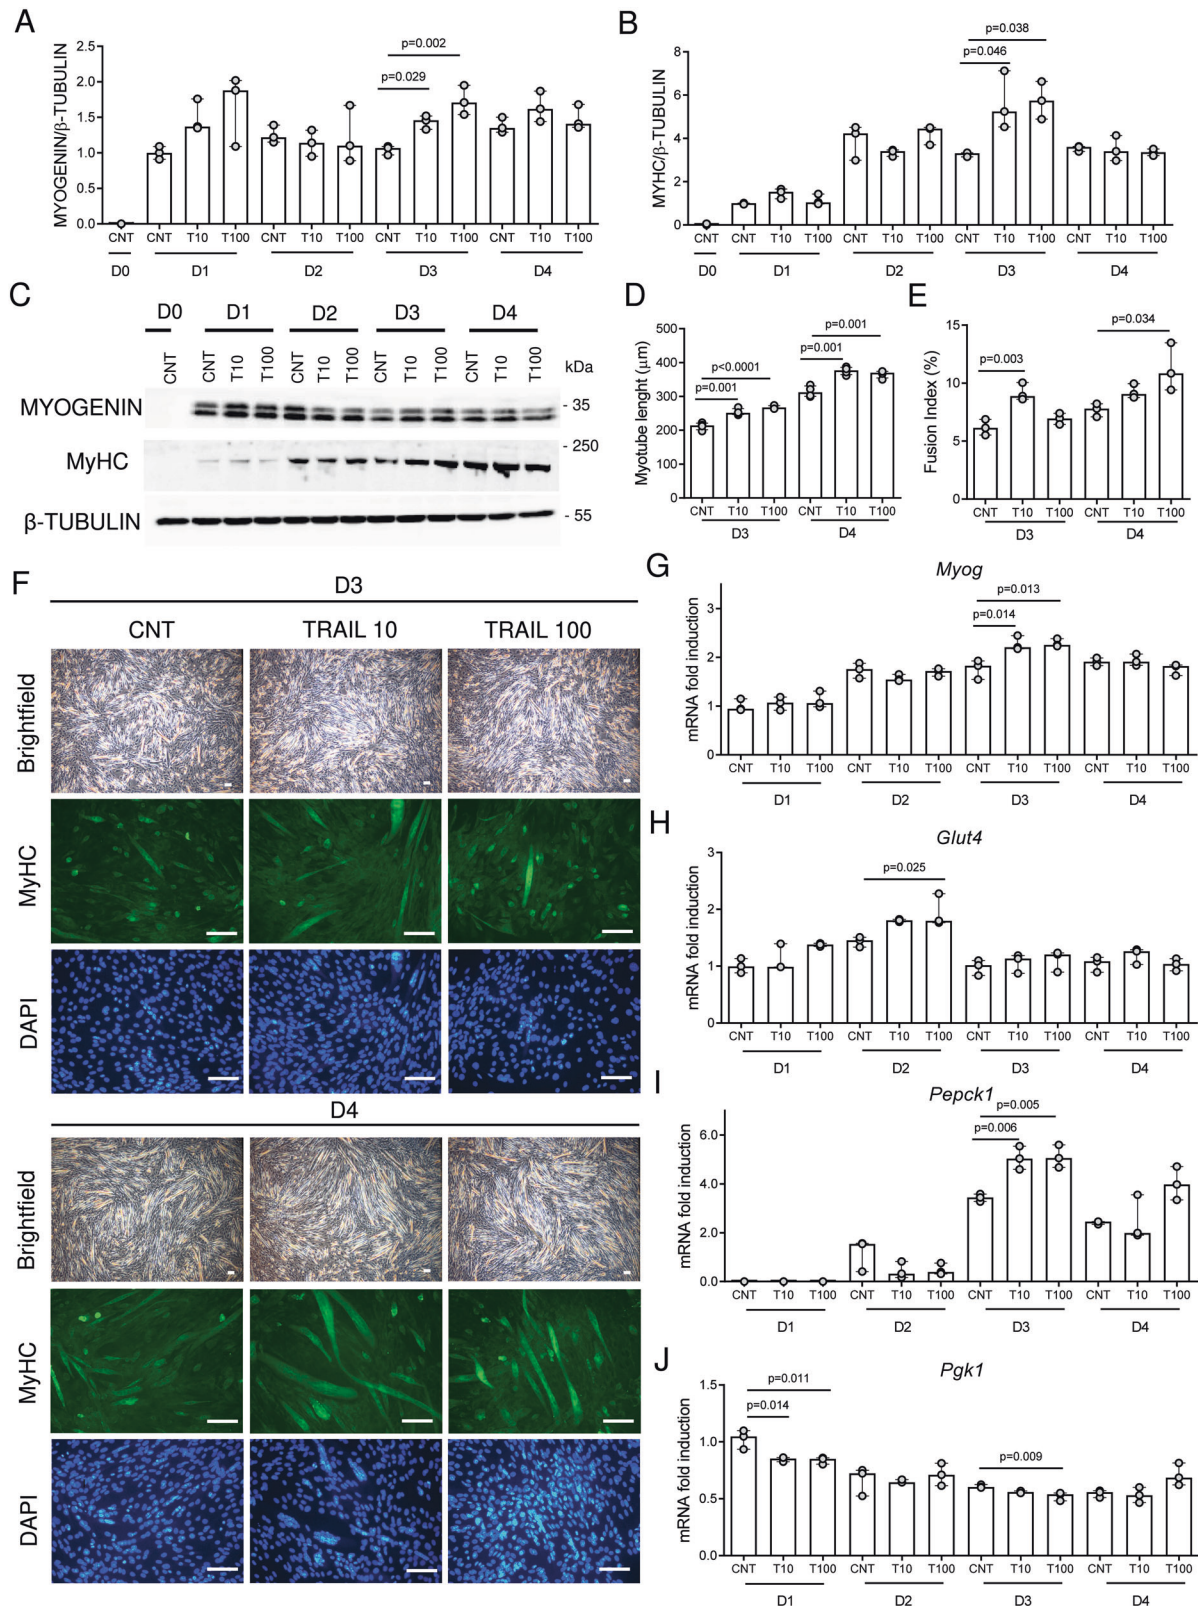 A
MYOGENIN/β-TUBULIN
2.5
2.0
1.5
1.0
0.5
0.0
p=0.002
p=0.029
CNT CNT T10 T100 CNT T10 T100 CNT T10 T100 CNT T10 T100
D0 D1 D2 D3 D4
B
MYHC/β-TUBULIN
8
6
4
2
0
p=0.038
p=0.046
CNT CNT T10 T100 CNT T10 T100 CNT T10 T100 CNT T10 T100
D0 D1 D2 D3 D4
C
D0 D1 D2 D3 D4
CNT CNT T10 T100 CNT T10 T100 CNT T10 T100 CNT T10 T100 kDa
MYOGENIN - 35
- 250
MyHC
β-TUBULIN - 55
D
Myotube lenght (μm)
500
400
300
200
100
0
p=0.001
p=0.001
p<0.0001
p=0.001
CNT T10 T100 CNT T10 T100
D3 D4
E
Fusion Index (%)
15
10
5
0
p=0.034
p=0.003
CNT T10 T100 CNT T10 T100
D3 D4
F
D3
CNT TRAIL 10 TRAIL 100
Brightfield
MyHC
DAPI
D4
Brightfield
MyHC
DAPI
G
Myog
mRNA fold induction
3
2
1
0
p=0.013
p=0.014
CNT T10 T100 CNT T10 T100 CNT T10 T100 CNT T10 T100
D1 D2 D3 D4
H
Glut4
mRNA fold induction
3
2
1
0
p=0.025
CNT T10 T100 CNT T10 T100 CNT T10 T100 CNT T10 T100
D1 D2 D3 D4
I
Pepck1
mRNA fold induction
6.0
4.0
2.0
0.0
p=0.005
p=0.006
CNT T10 T100 CNT T10 T100 CNT T10 T100 CNT T10 T100
D1 D2 D3 D4
J
Pgk1
mRNA fold induction
1.5
1.0
0.5
0.0
p=0.011
p=0.014
p=0.009
CNT T10 T100 CNT T10 T100 CNT T10 T100 CNT T10 T100
D1 D2 D3 D4